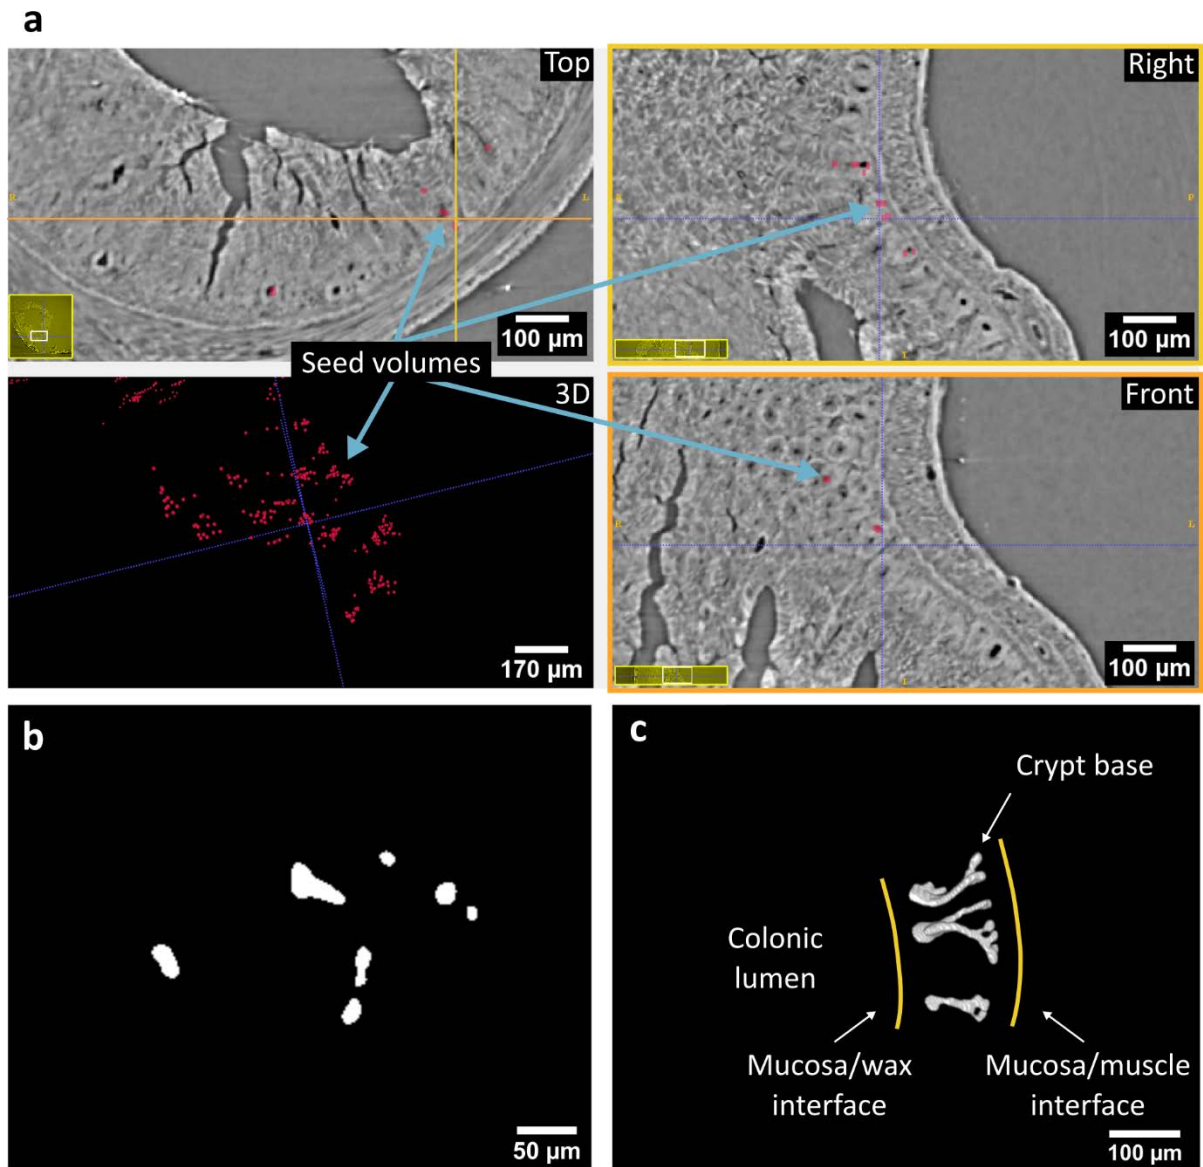 a
Top
Right
R
L
S
P
100 µm
100 µm
I
Seed volumes
3D
Front
R
L
170 µm
100 µm
I
b
c
Crypt base
Colonic
lumen
Mucosa/wax
interface
Mucosa/muscle
interface
50 µm
100 µm